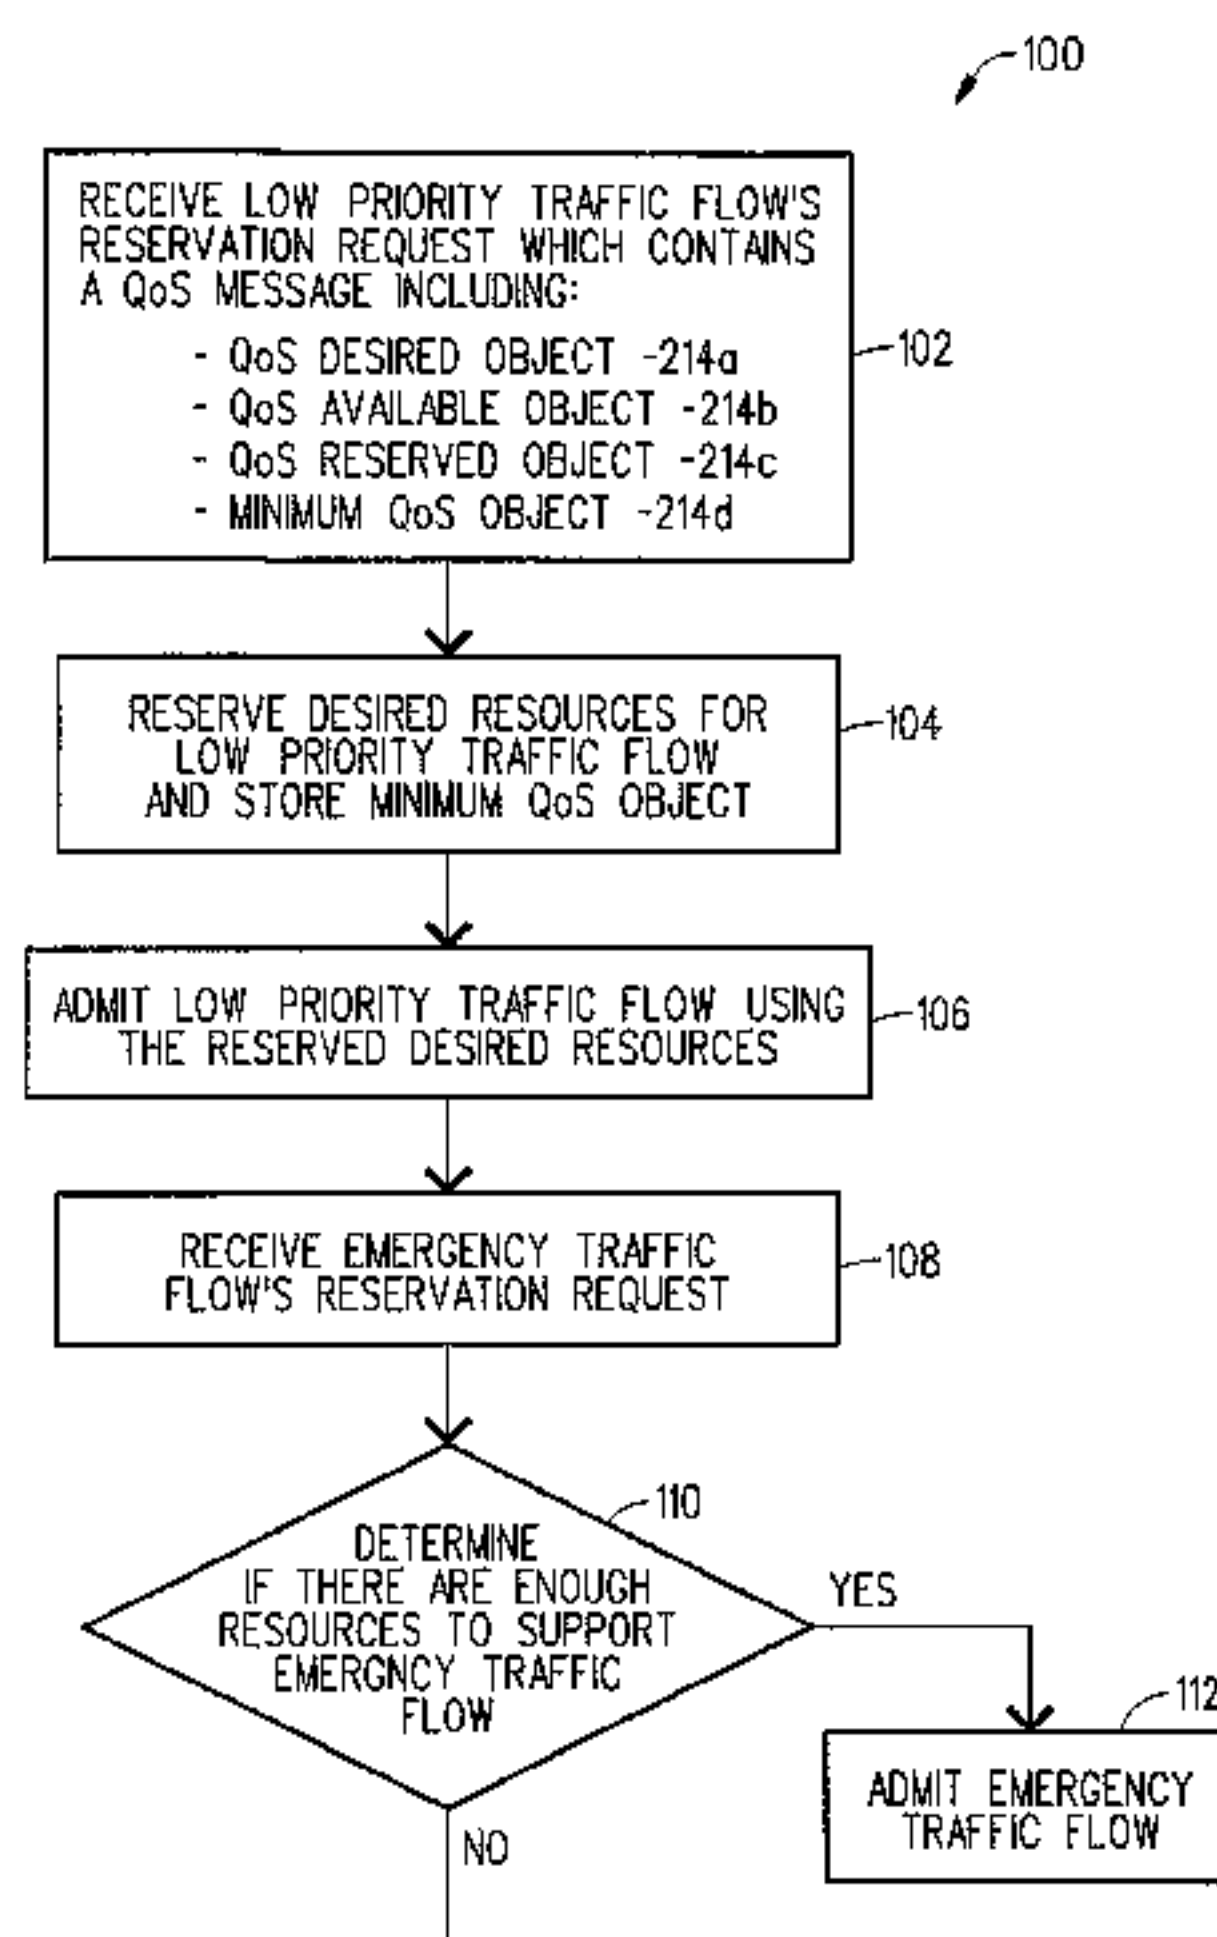 100
RECEIVE LOW PRIORITY TRAFFIC FLOW'S
RESERVATION REQUEST WHICH CONTAINS
A QoS MESSAGE INCLUDING:
- QoS DESIRED OBJECT -214a
- QoS AVAILABLE OBJECT -214b
- QoS RESERVED OBJECT -214c
- MINIMUM QoS OBJECT -214d
102
RESERVE DESIRED RESOURCES FOR
LOW PRIORITY TRAFFIC FLOW
AND STORE MINIMUM QoS OBJECT
104
ADMIT LOW PRIORITY TRAFFIC FLOW USING
THE RESERVED DESIRED RESOURCES
106
RECEIVE EMERGENCY TRAFFIC
FLOW'S RESERVATION REQUEST
108
110
DETERMINE
IF THERE ARE ENOUGH
RESOURCES TO SUPPORT
EMERGNCY TRAFFIC
FLOW
YES
112
ADMIT EMERGENCY
TRAFFIC FLOW
NO